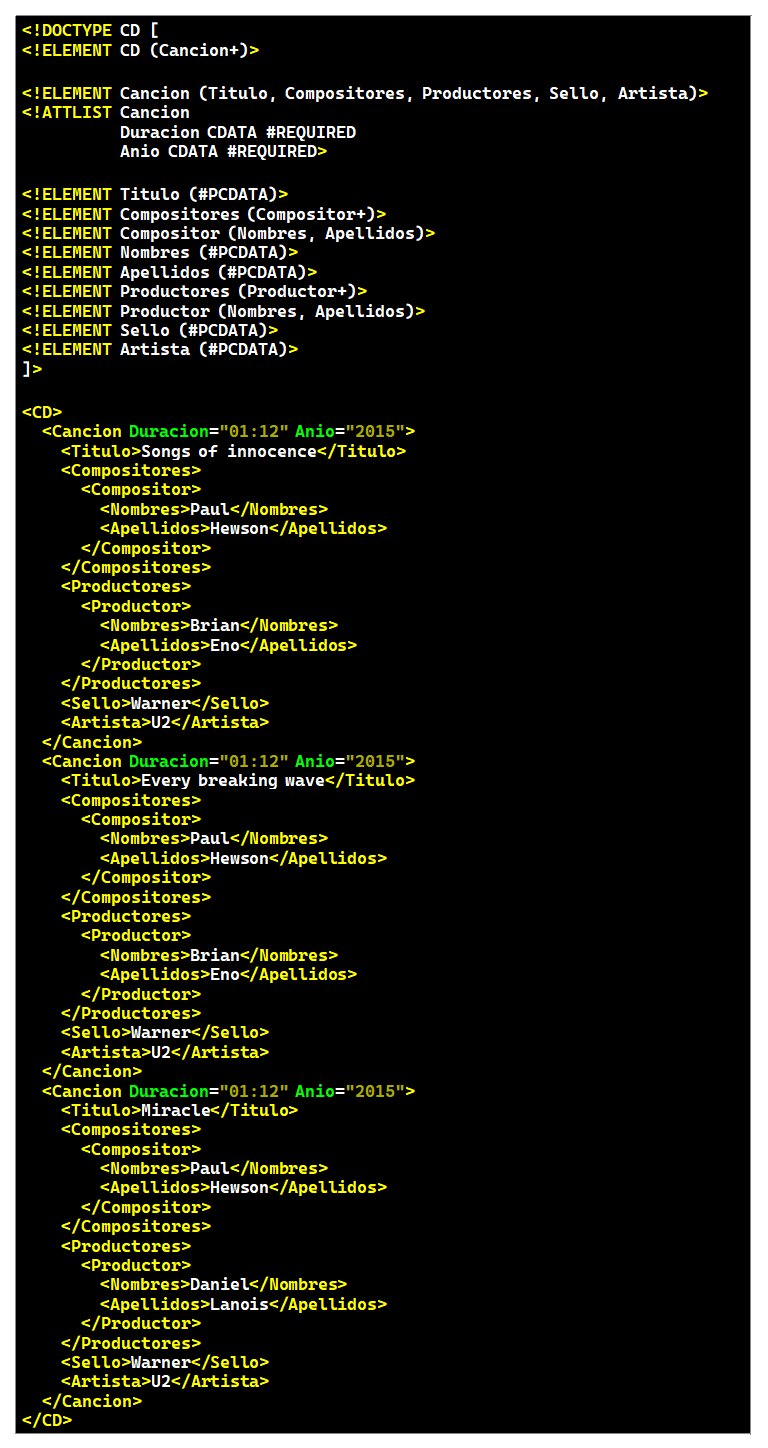 <!DOCTYPE CD [
<!ELEMENT CD (Cancion+)>

<!ELEMENT Cancion (Titulo, Compositores, Productores, Sello, Artista)>
<!ATTLIST Cancion
          Duracion CDATA #REQUIRED
          Anio CDATA #REQUIRED>

<!ELEMENT Titulo (#PCDATA)>
<!ELEMENT Compositores (Compositor+)>
<!ELEMENT Compositor (Nombres, Apellidos)>
<!ELEMENT Nombres (#PCDATA)>
<!ELEMENT Apellidos (#PCDATA)>
<!ELEMENT Productores (Productor+)>
<!ELEMENT Productor (Nombres, Apellidos)>
<!ELEMENT Sello (#PCDATA)>
<!ELEMENT Artista (#PCDATA)>
]>

<CD>
  <Cancion Duracion="01:12" Anio="2015">
    <Titulo>Songs of innocence</Titulo>
    <Compositores>
      <Compositor>
        <Nombres>Paul</Nombres>
        <Apellidos>Hewson</Apellidos>
      </Compositor>
    </Compositores>
    <Productores>
      <Productor>
        <Nombres>Brian</Nombres>
        <Apellidos>Eno</Apellidos>
      </Productor>
    </Productores>
    <Sello>Warner</Sello>
    <Artista>U2</Artista>
  </Cancion>
  <Cancion Duracion="01:12" Anio="2015">
    <Titulo>Every breaking wave</Titulo>
    <Compositores>
      <Compositor>
        <Nombres>Paul</Nombres>
        <Apellidos>Hewson</Apellidos>
      </Compositor>
    </Compositores>
    <Productores>
      <Productor>
        <Nombres>Brian</Nombres>
        <Apellidos>Eno</Apellidos>
      </Productor>
    </Productores>
    <Sello>Warner</Sello>
    <Artista>U2</Artista>
  </Cancion>
  <Cancion Duracion="01:12" Anio="2015">
    <Titulo>Miracle</Titulo>
    <Compositores>
      <Compositor>
        <Nombres>Paul</Nombres>
        <Apellidos>Hewson</Apellidos>
      </Compositor>
    </Compositores>
    <Productores>
      <Productor>
        <Nombres>Daniel</Nombres>
        <Apellidos>Lanois</Apellidos>
      </Productor>
    </Productores>
    <Sello>Warner</Sello>
    <Artista>U2</Artista>
  </Cancion>
</CD>